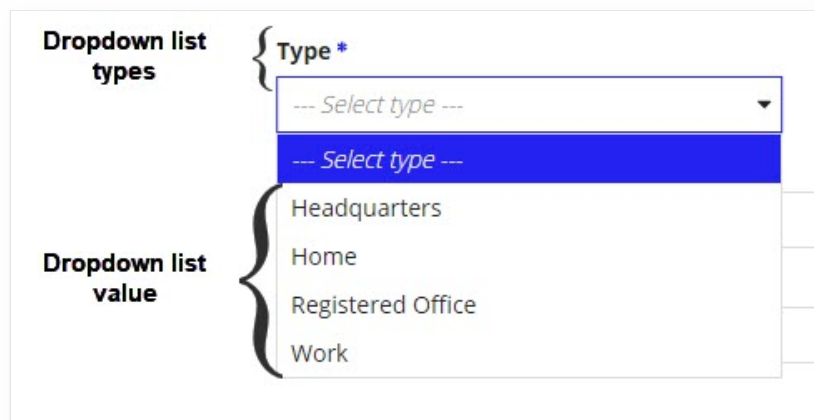 Dropdown list
types
Type *
--- Select type ---
--- Select type ---
Headquarters
Home
Dropdown list
value
Registered Office
Work